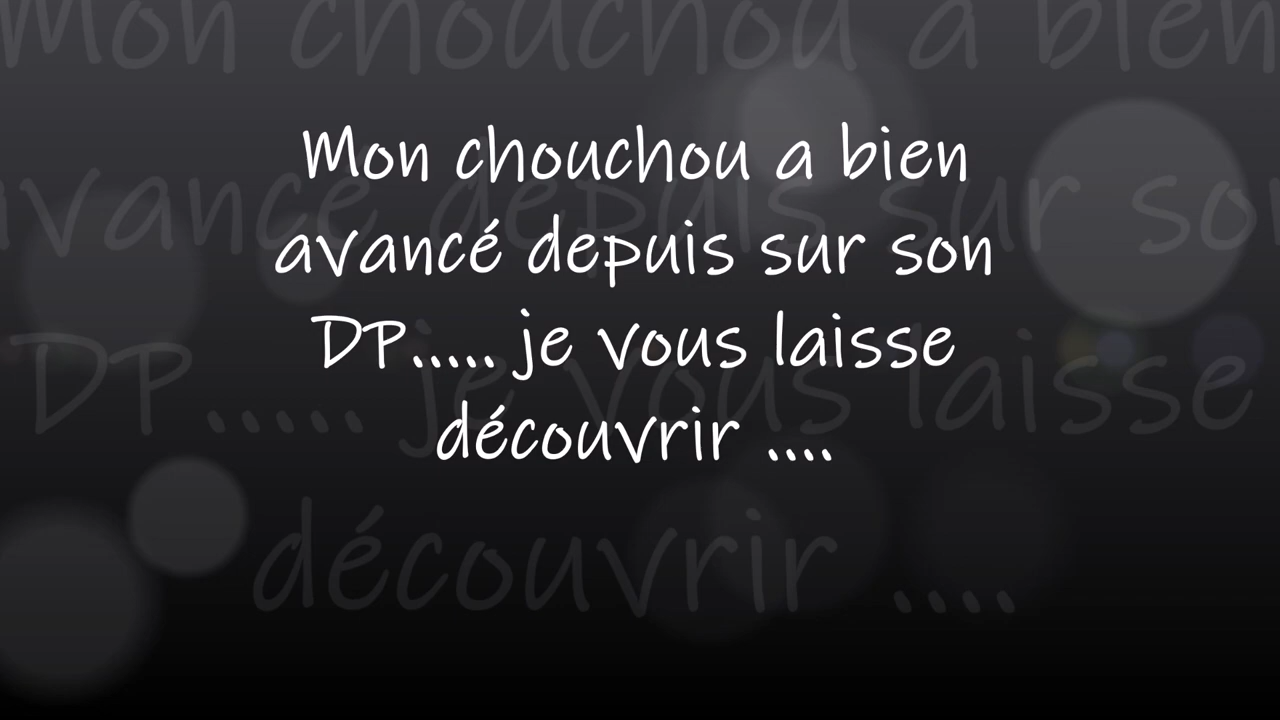 Mon chouchou a bien
avancé depuis sur son
DP..... je vous laisse
découvrir ....